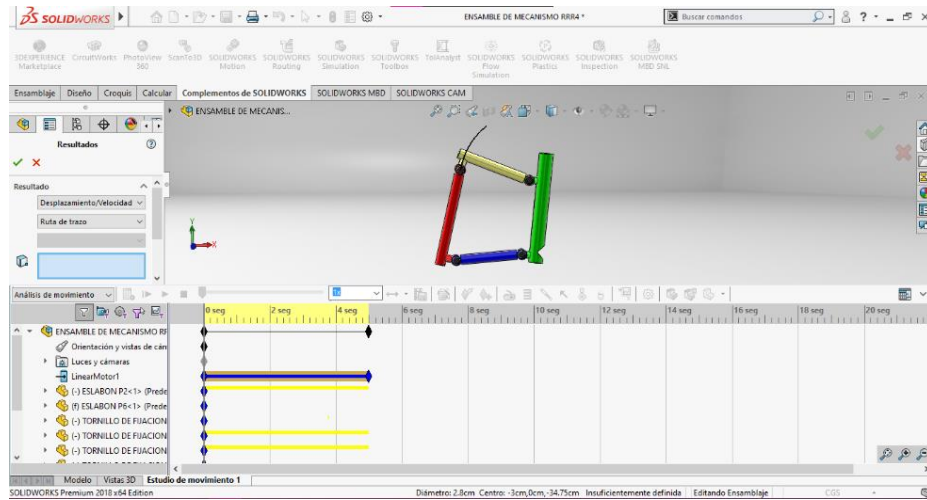 SOLIDWORKS
ENSAMBLE DE MECANISMO RRR4 *
Buscar comandos
3DEXPERIENCE Marketplace
CircuitWorks
PhotoView 360
ScanTo3D
SOLIDWORKS Motion
SOLIDWORKS Routing
SOLIDWORKS Simulation
SOLIDWORKS Toolbox
TolAnalyst
SOLIDWORKS Flow Simulation
SOLIDWORKS Plastics
SOLIDWORKS Inspection
SOLIDWORKS MBD SNL
Ensamblaje Diseño Croquis Calcular Complementos de SOLIDWORKS SOLIDWORKS MBD SOLIDWORKS CAM
ENSAMBLE DE MECANIS...
Resultados
Resultado
Desplazamiento/Velocidad
Ruta de trazo
Y
X
Análisis de movimiento
1x
0 seg 2 seg 4 seg 6 seg 8 seg 10 seg 12 seg 14 seg 16 seg 18 seg 20 seg
ENSAMBLE DE MECANISMO RF
Orientación y vistas de cán
Luces y cámaras
LinearMotor1
(-) ESLABON P2<1> (Prede
(f) ESLABON P6<1> (Prede
(-) TORNILLO DE FIJACION
(-) TORNILLO DE FIJACION
(-) TORNILLO DE FIJACION
Modelo Vistas 3D Estudio de movimiento 1
SOLIDWORKS Premium 2018 x64 Edition
Diámetro: 2.8cm Centro: -3cm,0cm,-34.75cm Insuficientemente definida Editando Ensamblaje CGS